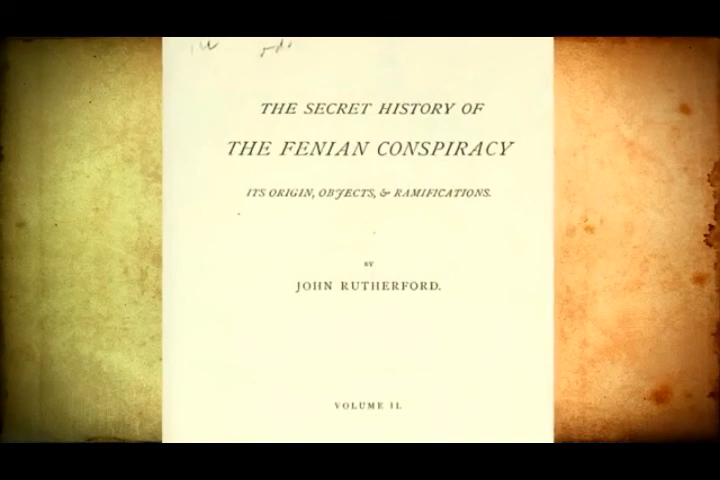 THE SECRET HISTORY OF
THE FENIAN CONSPIRACY
ITS ORIGIN, OBJECTS, & RAMIFICATIONS.
BY
JOHN RUTHERFORD.
VOLUME II.